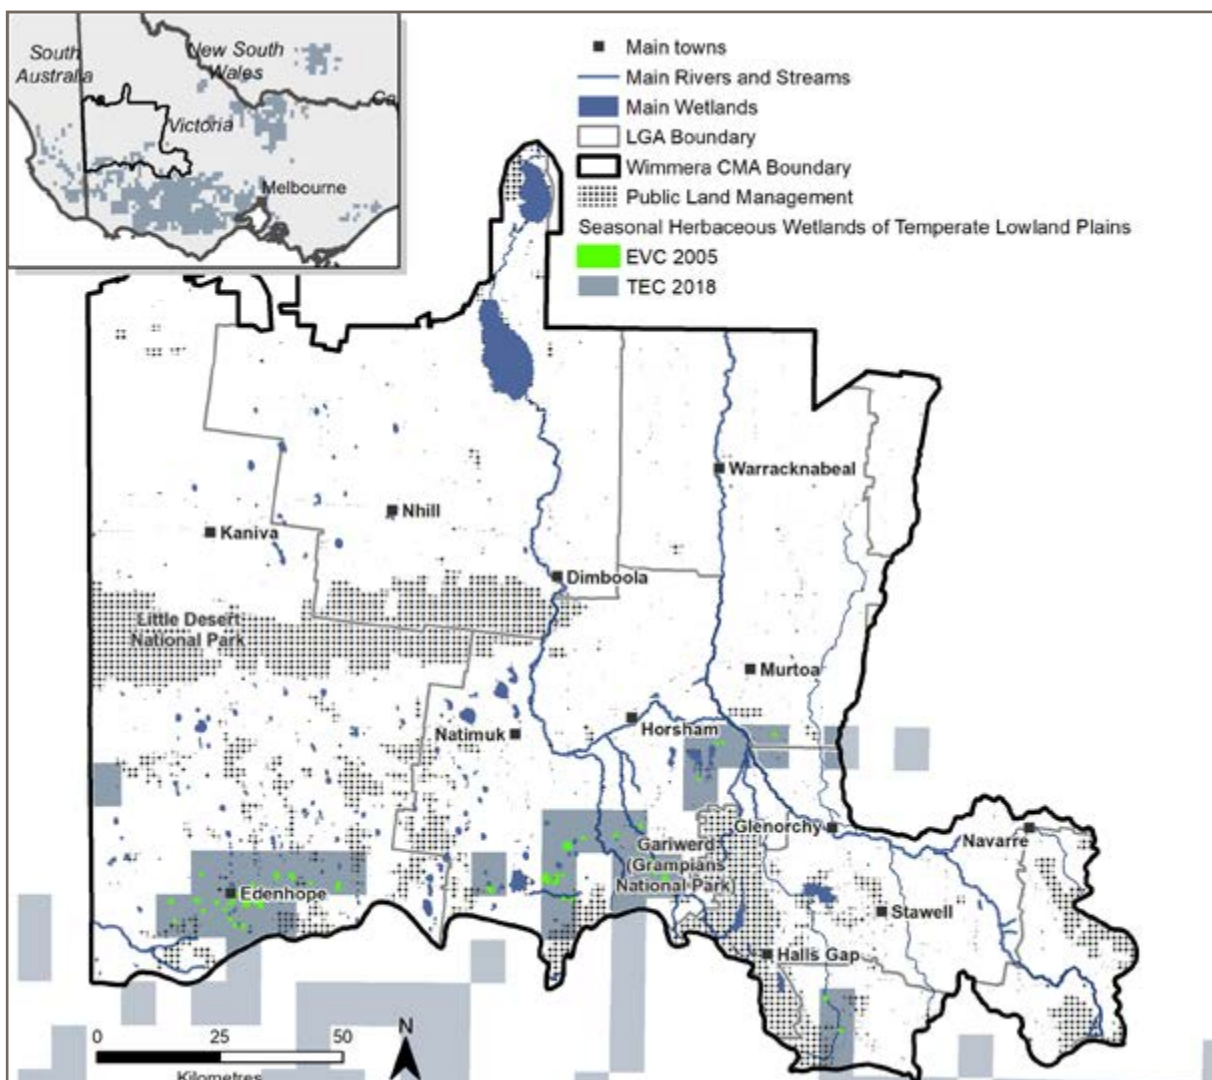 South
Australia
New South
Wales
Ca
Victoria
Melbourne
Main towns
Main Rivers and Streams
Main Wetlands
LGA Boundary
Wimmera CMA Boundary
Public Land Management
Seasonal Herbaceous Wetlands of Temperate Lowland Plains
EVC 2005
TEC 2018
Warracknabeal
Nhill
Kaniva
Dimboola
Little Desert
National Park
Murtoa
Horsham
Natimuk
Glenorchy
Navarre
Gariwerd
(Grampians
National Park)
Edenhope
Stawell
Halls Gap
0 25 50
Kilometres
N